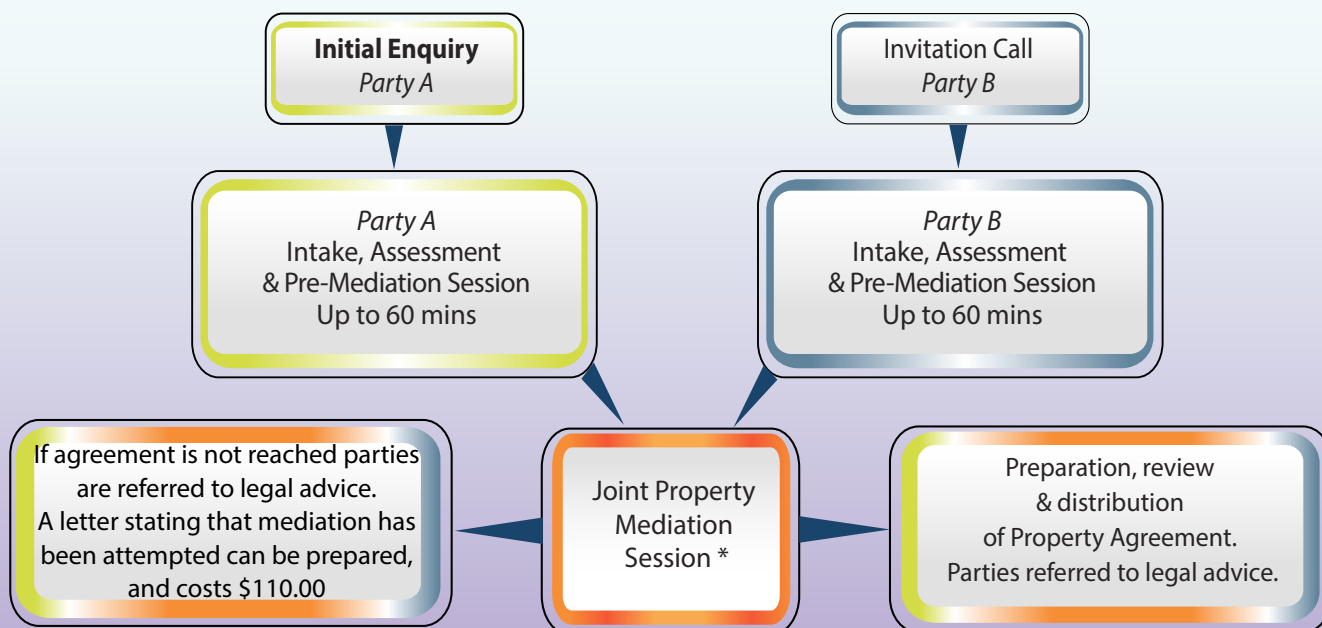 Initial Enquiry
Party A
Invitation Call
Party B
Party A
Intake, Assessment
& Pre-Mediation Session
Up to 60 mins
Party B
Intake, Assessment
& Pre-Mediation Session
Up to 60 mins
If agreement is not reached parties
are referred to legal advice.
A letter stating that mediation has
been attempted can be prepared,
and costs $110.00
Joint Property
Mediation
Session *
Preparation, review
& distribution
of Property Agreement.
Parties referred to legal advice.